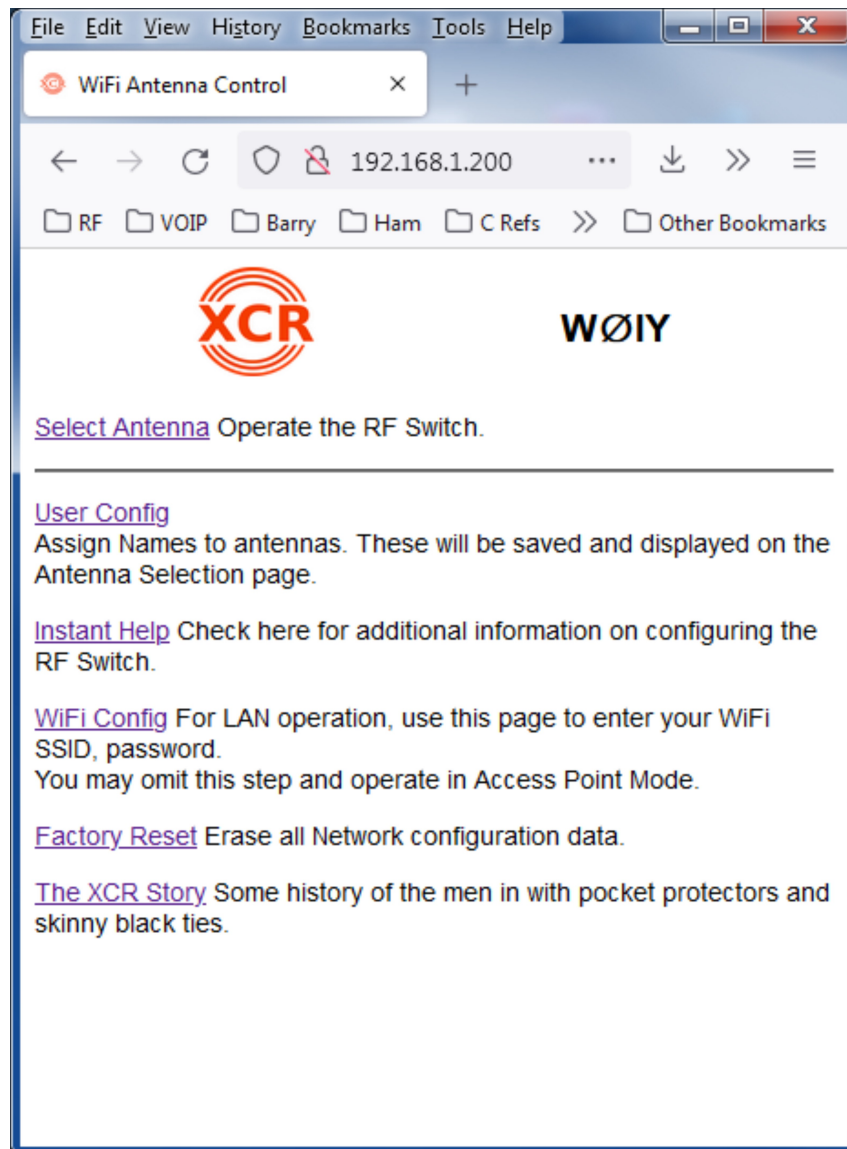 File Edit View History Bookmarks Tools Help
WiFi Antenna Control
192.168.1.200
RF VOIP Barry Ham C Refs Other Bookmarks
XCR WØIY
Select Antenna Operate the RF Switch.
User Config
Assign Names to antennas. These will be saved and displayed on the
Antenna Selection page.
Instant Help Check here for additional information on configuring the
RF Switch.
WiFi Config For LAN operation, use this page to enter your WiFi
SSID, password.
You may omit this step and operate in Access Point Mode.
Factory Reset Erase all Network configuration data.
The XCR Story Some history of the men in with pocket protectors and
skinny black ties.